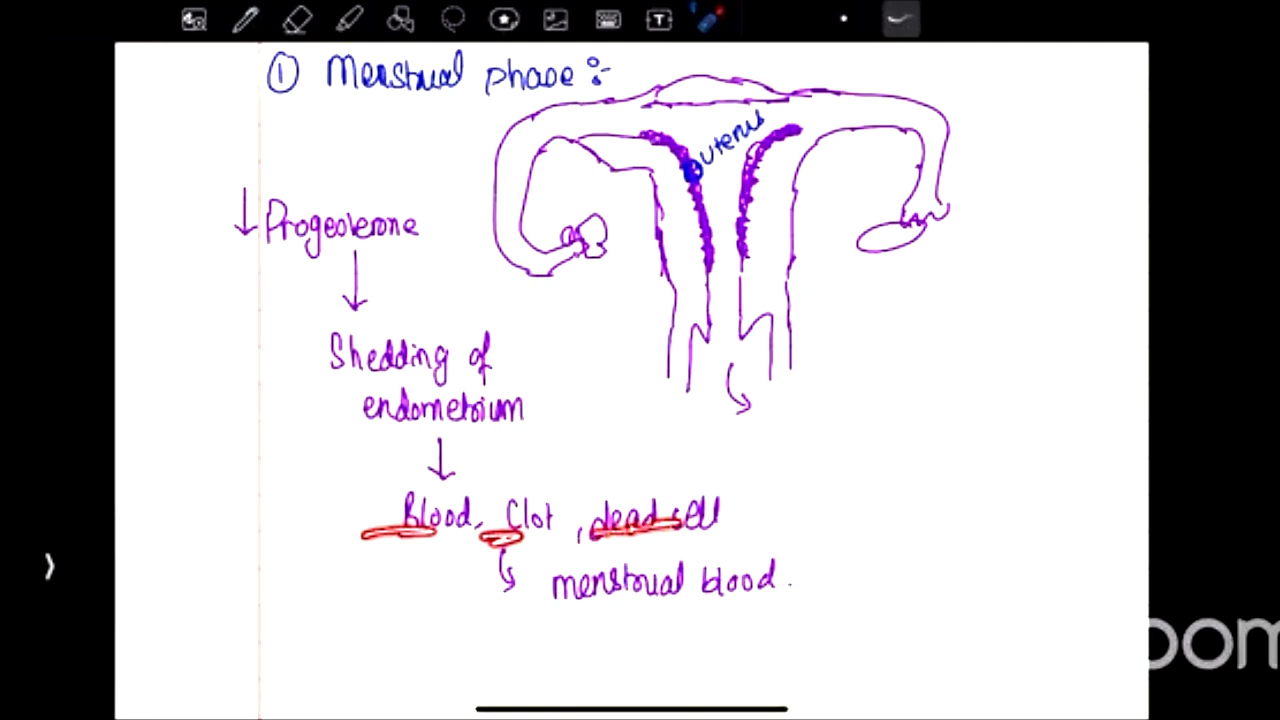 ① Menstrual phase :-
uterus
↓ Progesterone
↓
Shedding of
endometrium
↓
Blood, Clot, dead cell
menstrual blood.
oom